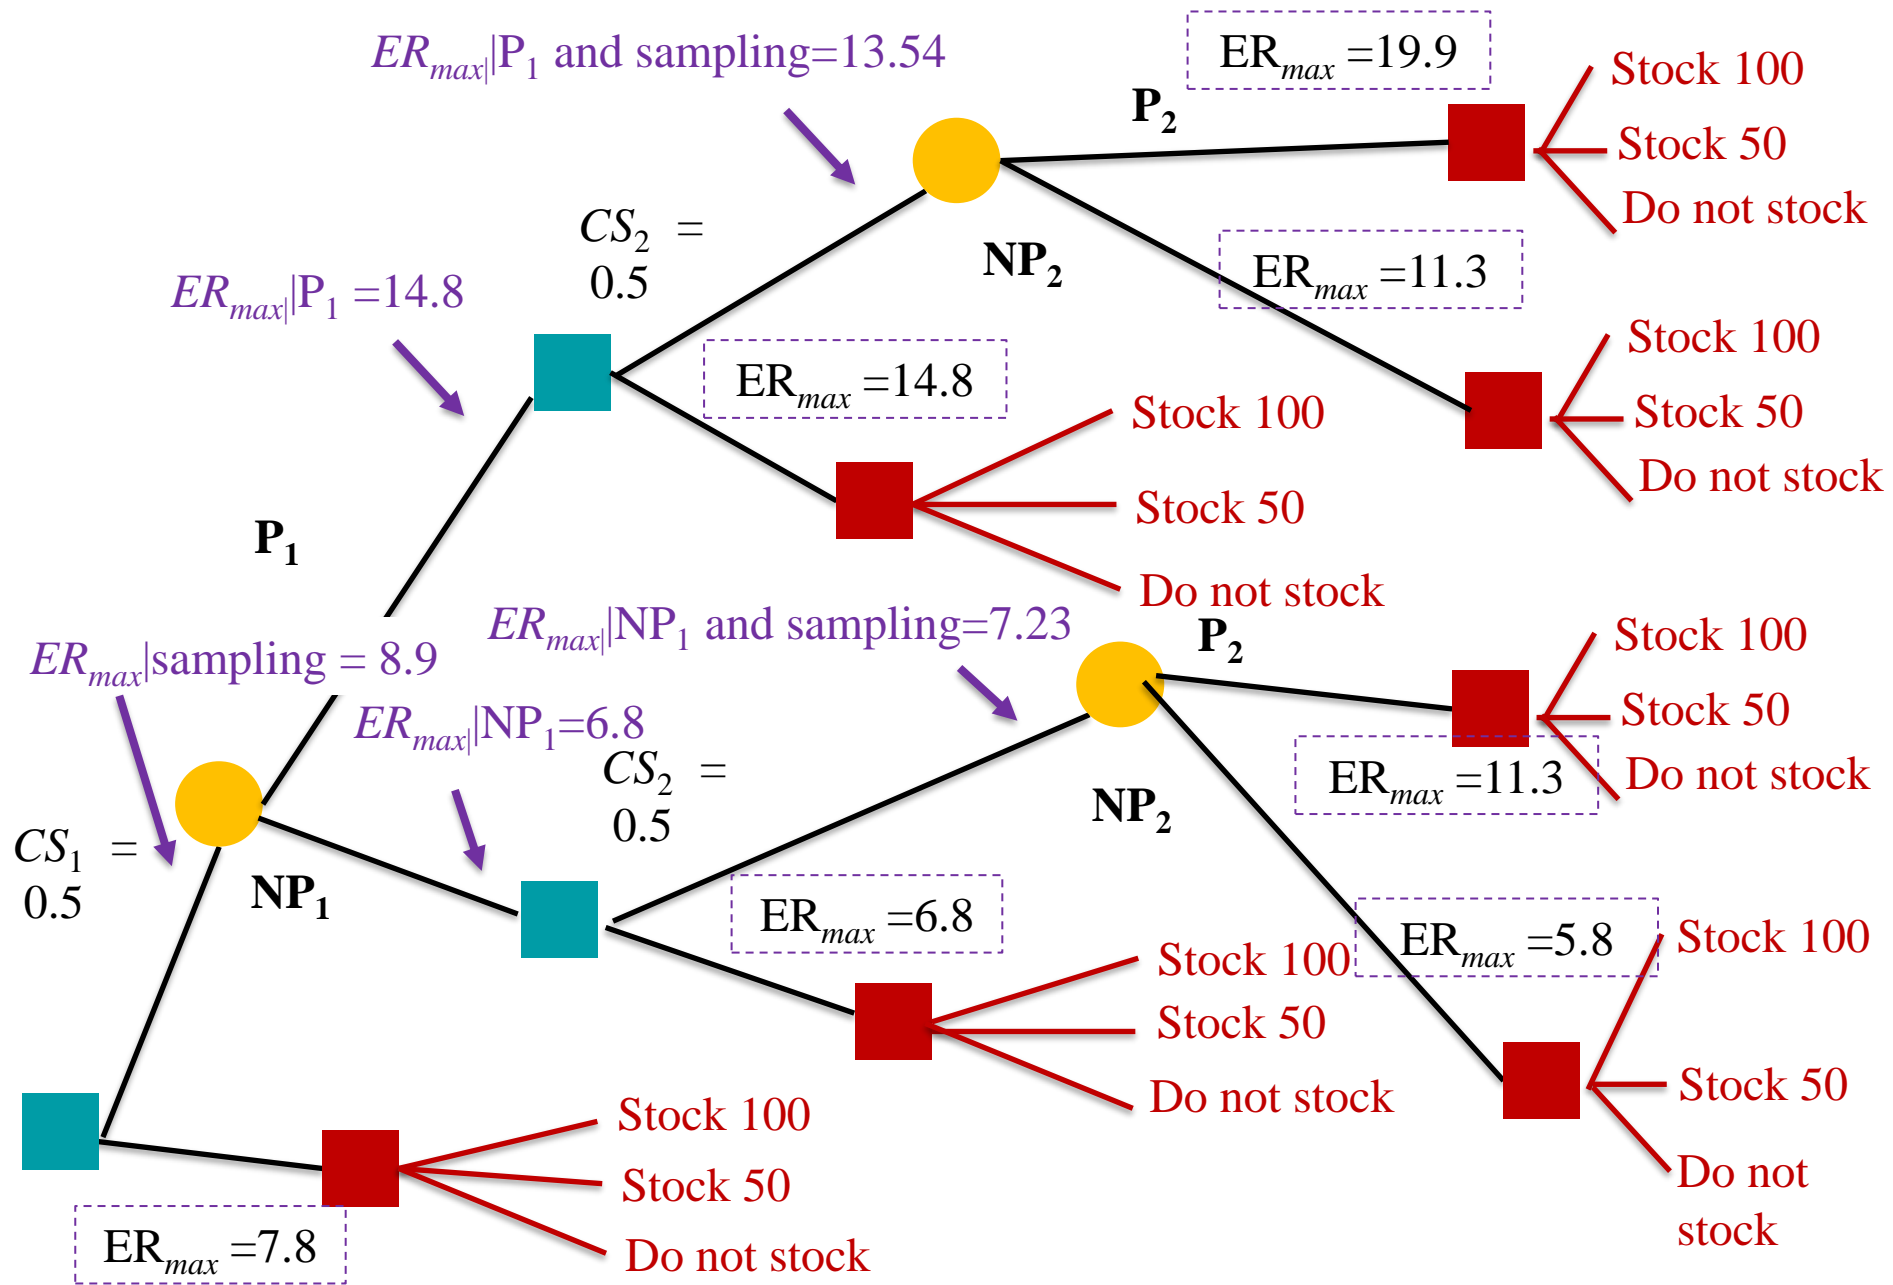 ERmax||P1 and sampling=13.54
ERmax =19.9
Stock 100
P2
Stock 50
Do not stock
CS2 =
0.5
NP2
ERmax =11.3
ERmax||P1 =14.8
Stock 100
ERmax =14.8
Stock 100
Stock 50
Do not stock
Stock 50
P1
Do not stock
ERmax||NP1 and sampling=7.23
P2
Stock 100
ERmax|sampling = 8.9
Stock 50
ERmax||NP1=6.8
CS2 =
0.5
ERmax =11.3
Do not stock
NP2
CS1 =
0.5
NP1
ERmax =6.8
ERmax =5.8
Stock 100
Stock 100
Stock 50
Do not stock
Stock 50
Stock 100
Do not
stock
Stock 50
ERmax =7.8
Do not stock